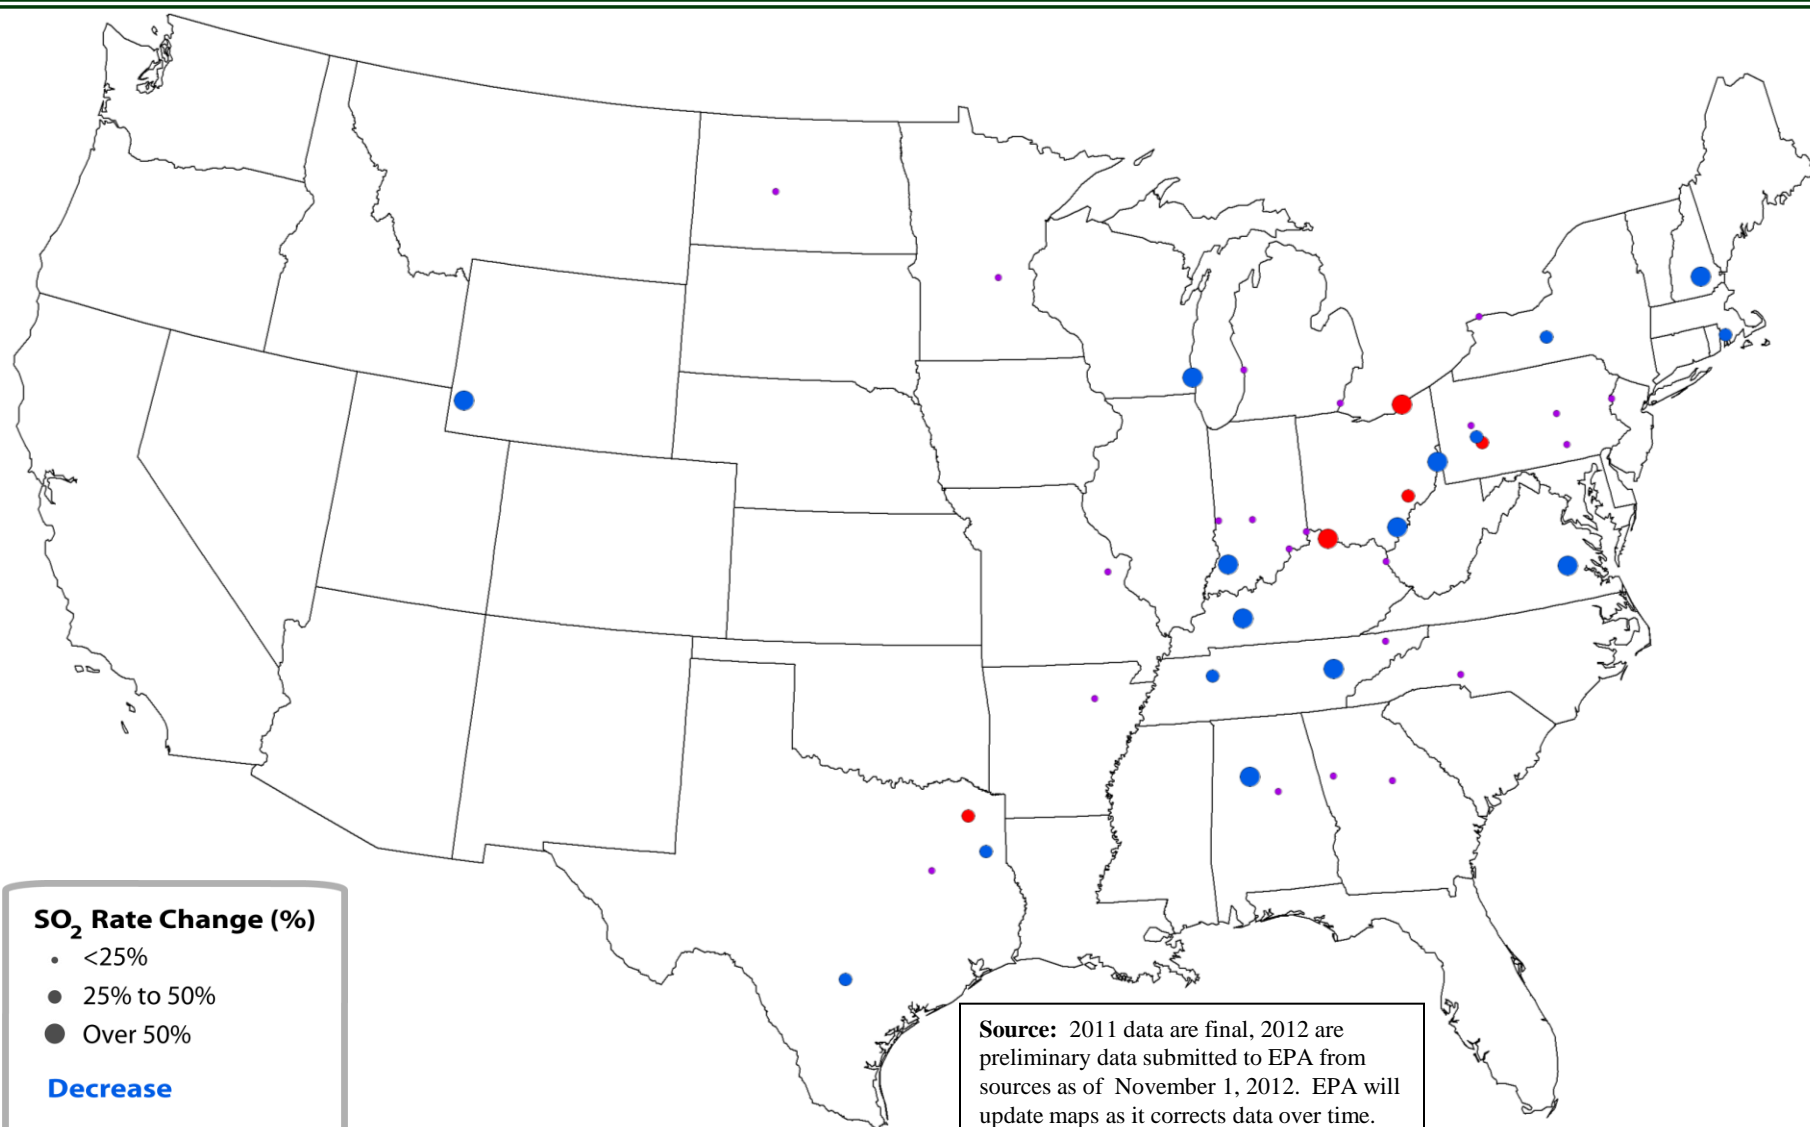 SO2 Rate Change (%)
<25%
25% to 50%
Over 50%
Decrease
Source: 2011 data are final, 2012 are
preliminary data submitted to EPA from
sources as of November 1, 2012. EPA will
update maps as it corrects data over time.